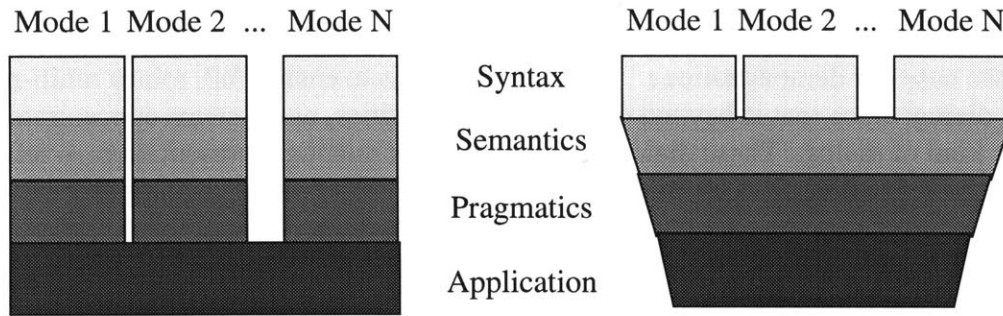 Mode 1 Mode 2 ... Mode N Mode 1 Mode 2 ... Mode N
Syntax
Semantics
Pragmatics
Application